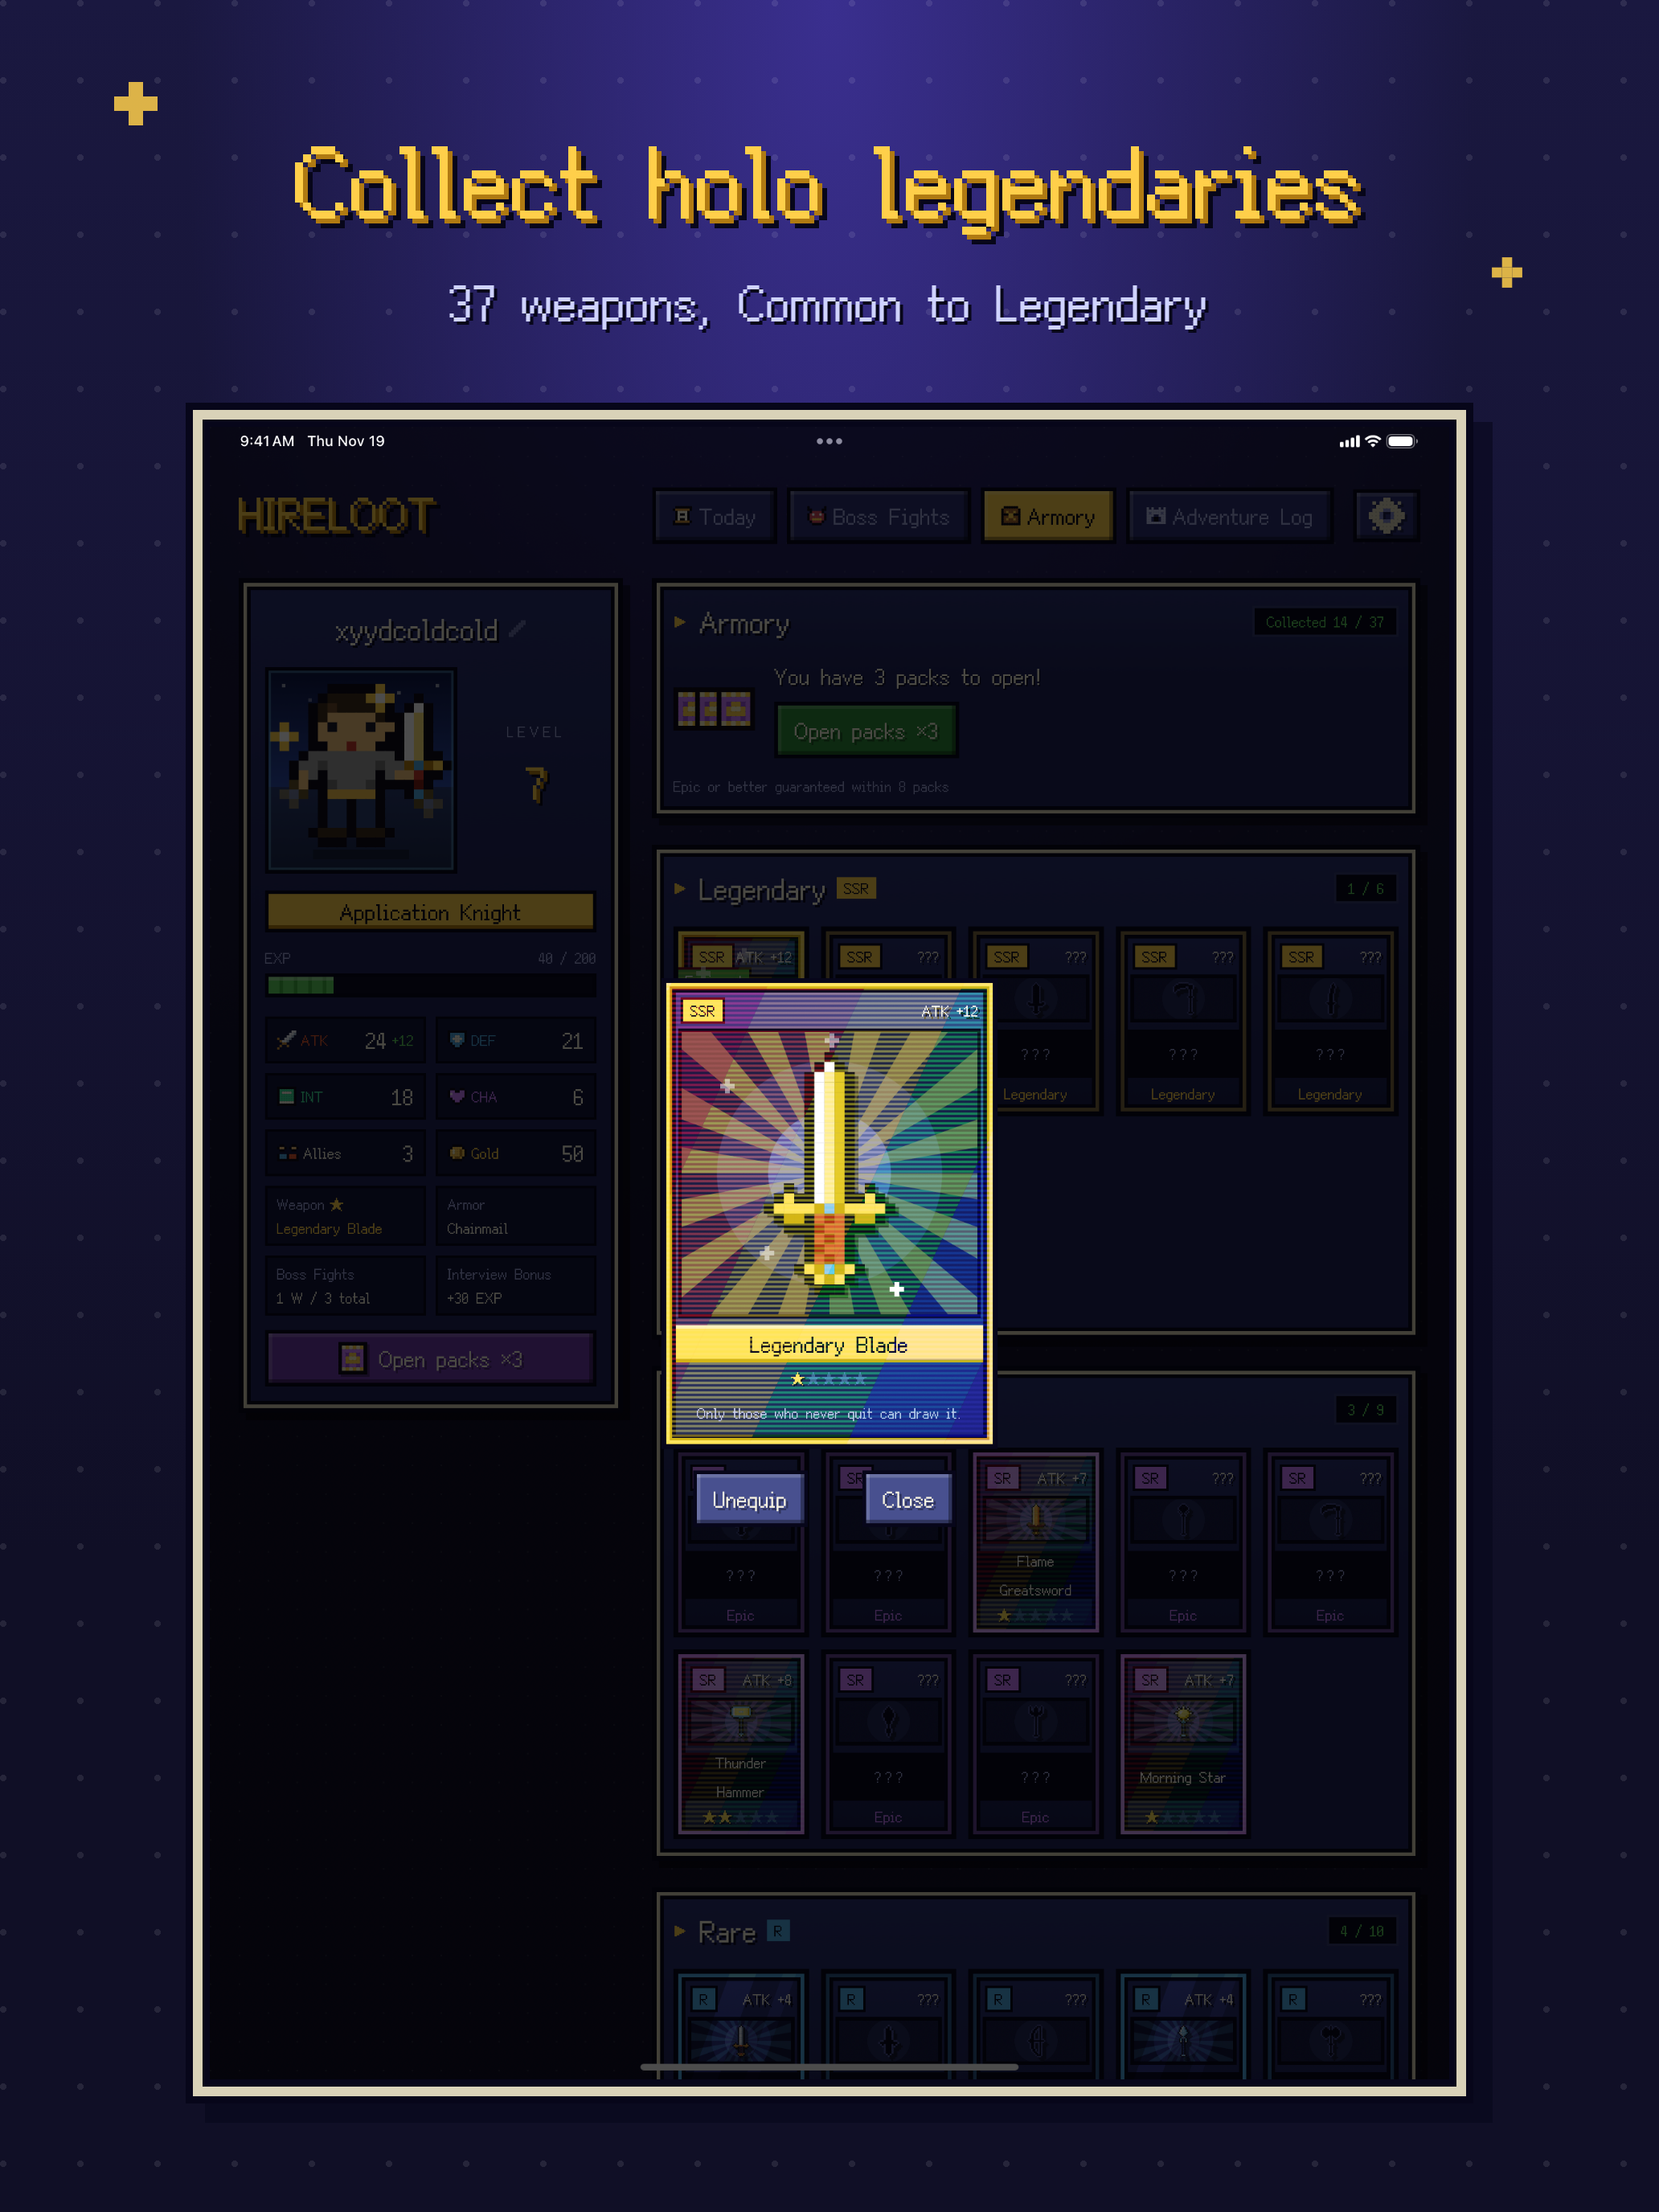 Collect holo legendaries
37 weapons, Common to Legendary
9:41 AM Thu Nov 19
HIRELOOT
Today
Boss Fights
Armory
Adventure Log
xyydcoldcold
LEVEL
7
Application Knight
EXP 40 / 200
ATK 24 +12
DEF 21
INT 18
CHA 6
Allies 3
Gold 50
Weapon ★
Legendary Blade
Armor
Chainmail
Boss Fights
1 W / 3 total
Interview Bonus
+30 EXP
Open packs ×3
Armory
Collected 14 / 37
You have 3 packs to open!
Open packs ×3
Epic or better guaranteed within 8 packs
Legendary SSR
1 / 6
SSR ATK +12
SSR ???
SSR ???
SSR ???
SSR ???
???
???
???
Legendary
Legendary
Legendary
SSR ATK +12
Legendary Blade
Only those who never quit can draw it.
Unequip
Close
3 / 9
SR
SR ATK +7
SR ???
SR ???
???
???
Flame
Greatsword
???
???
Epic
Epic
Epic
Epic
SR ATK +8
SR ???
SR ???
SR ATK +7
Thunder
Hammer
???
???
Morning Star
Epic
Epic
Rare R
4 / 10
R ATK +4
R ???
R ???
R ATK +4
R ???